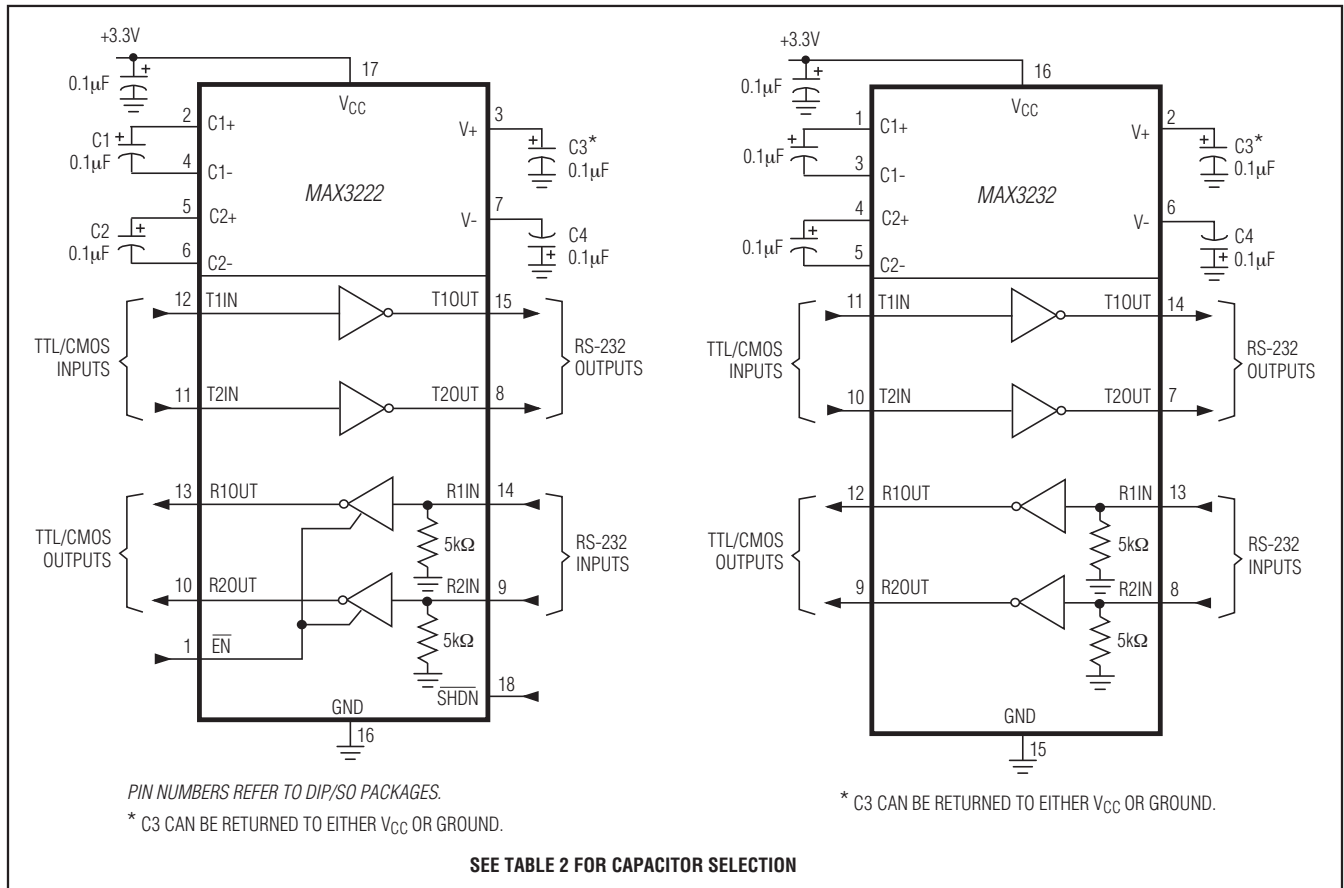 +3.3V
0.1µF
+
17
VCC
2
C1+
C1
+
0.1µF
4
C1-
5
C2+
C2
+
0.1µF
6
C2-
MAX3222
V+
3
+
C3*
0.1µF
V-
7
C4
0.1µF
+
12
T1IN
T1OUT
15
TTL/CMOS
INPUTS
RS-232
OUTPUTS
11
T2IN
T2OUT
8
13
R1OUT
R1IN
14
5kΩ
TTL/CMOS
OUTPUTS
RS-232
INPUTS
10
R2OUT
R2IN
9
5kΩ
1
EN
SHDN
18
GND
16
PIN NUMBERS REFER TO DIP/SO PACKAGES.
* C3 CAN BE RETURNED TO EITHER VCC OR GROUND.
+3.3V
0.1µF
+
16
VCC
1
C1+
+
0.1µF
3
C1-
4
C2+
+
0.1µF
5
C2-
MAX3232
V+
2
+
C3*
0.1µF
V-
6
C4
0.1µF
+
11
T1IN
T1OUT
14
TTL/CMOS
INPUTS
RS-232
OUTPUTS
10
T2IN
T2OUT
7
12
R1OUT
R1IN
13
5kΩ
TTL/CMOS
OUTPUTS
RS-232
INPUTS
9
R2OUT
R2IN
8
5kΩ
GND
15
* C3 CAN BE RETURNED TO EITHER VCC OR GROUND.
SEE TABLE 2 FOR CAPACITOR SELECTION